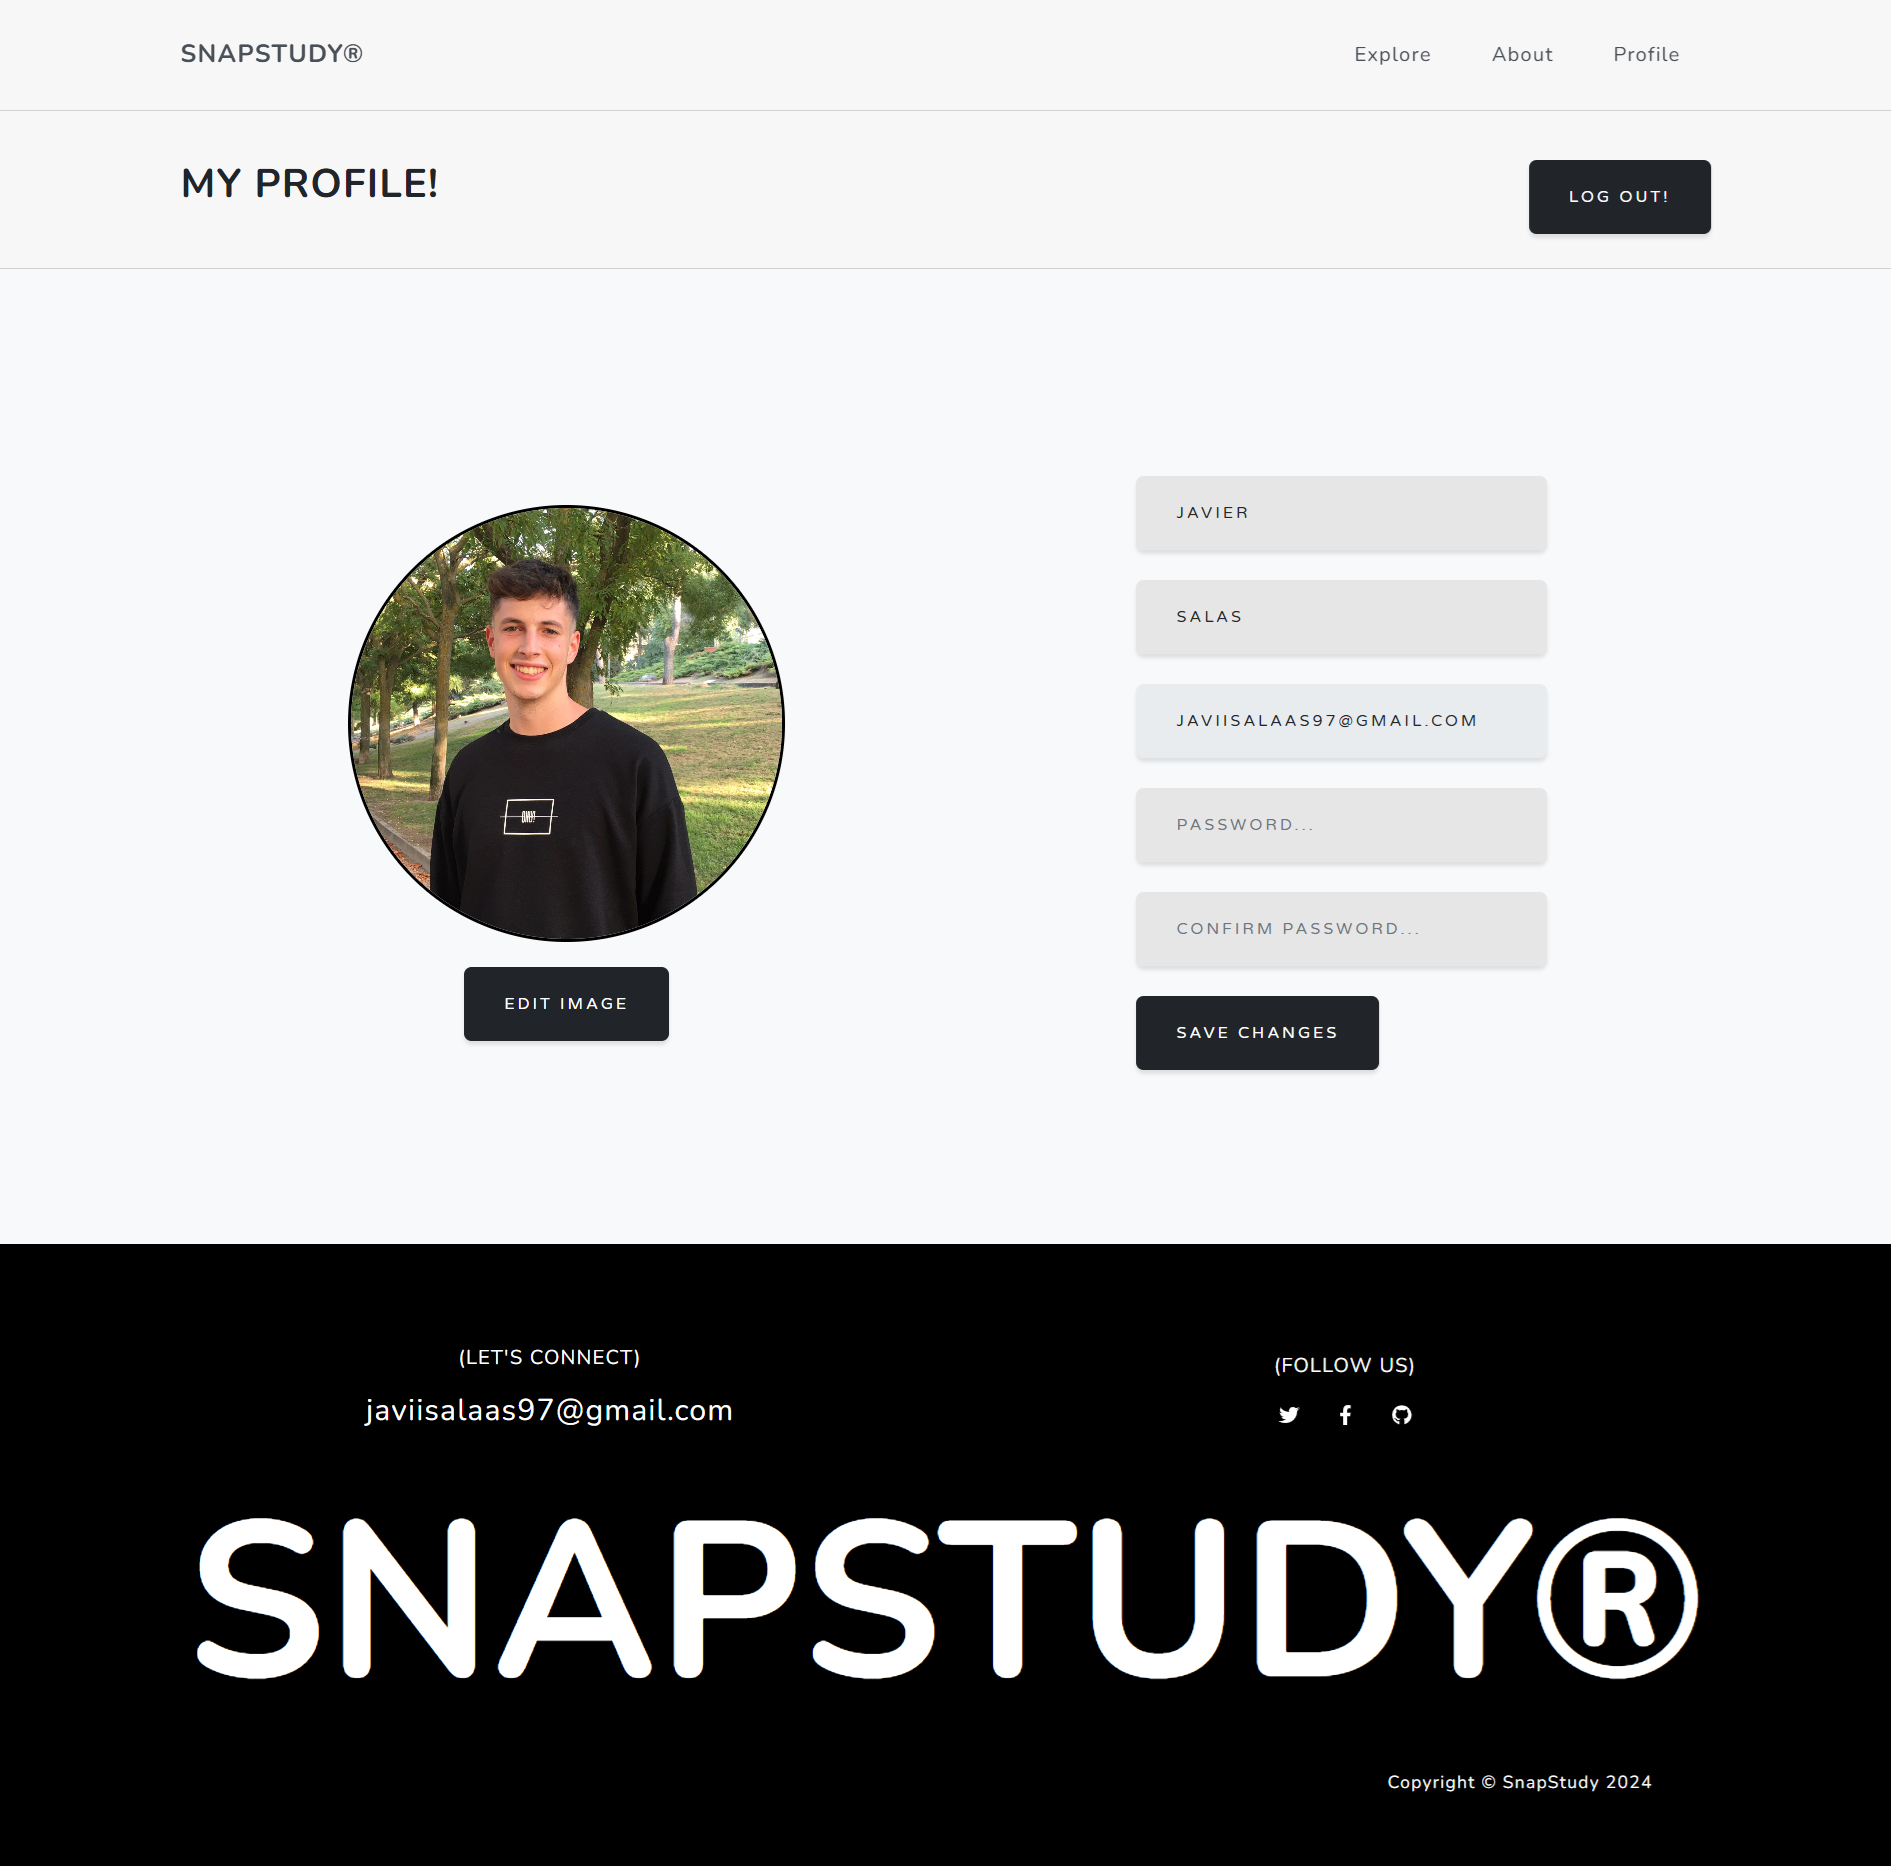 SNAPSTUDY®
Explore About Profile
MY PROFILE!
LOG OUT!
JAVIER
SALAS
JAVIISALAAS97@GMAIL.COM
PASSWORD...
CONFIRM PASSWORD...
EDIT IMAGE
SAVE CHANGES
(LET'S CONNECT)
javiisalaas97@gmail.com
(FOLLOW US)
SNAPSTUDY®
Copyright © SnapStudy 2024